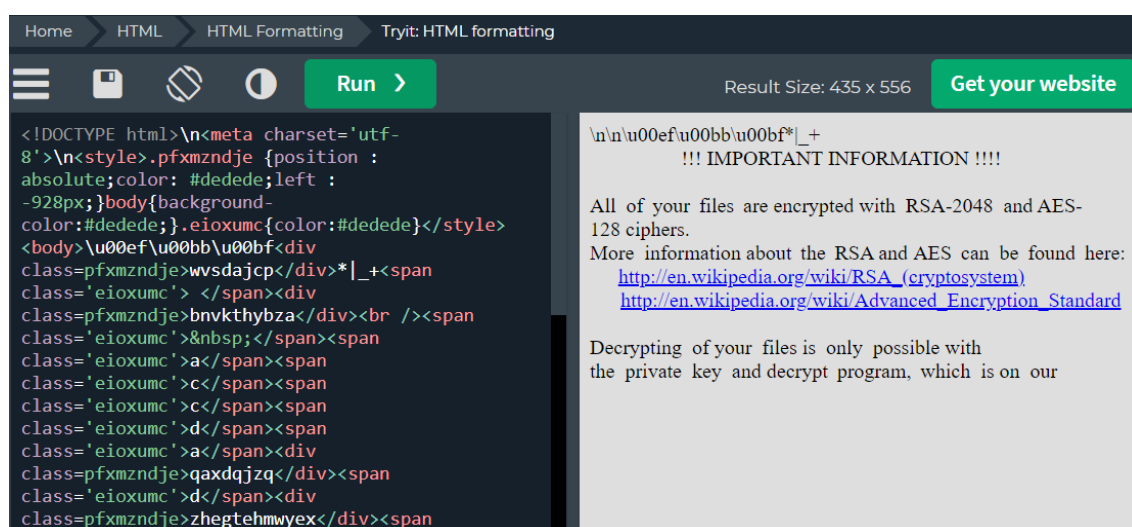 Home HTML HTML Formatting Tryit: HTML formatting
Run ❯ Result Size: 435 x 556 Get your website
<!DOCTYPE html>\n<meta charset='utf-
8'>\n<style>.pfxmzndje {position :
absolute;color: #dedede;left :
-928px;}body{background-
color:#dedede;}.eioxumc{color:#dedede}</style>
<body>\u00ef\u00bb\u00bf<div
class=pfxmzndje>wvsdajcp</div>*|_+<span
class='eioxumc'> </span><div
class=pfxmzndje>bnvkthybza</div><br /><span
class='eioxumc'>&nbsp;</span><span
class='eioxumc'>a</span><span
class='eioxumc'>c</span><span
class='eioxumc'>c</span><span
class='eioxumc'>d</span><span
class='eioxumc'>a</span><div
class=pfxmzndje>qaxdqjzq</div><span
class='eioxumc'>d</span><div
class=pfxmzndje>zhegtehmwyex</div><span
\n\n\u00ef\u00bb\u00bf*|_+
!!! IMPORTANT INFORMATION !!!!
All of your files are encrypted with RSA-2048 and AES-
128 ciphers.
More information about the RSA and AES can be found here:
http://en.wikipedia.org/wiki/RSA_(cryptosystem)
http://en.wikipedia.org/wiki/Advanced_Encryption_Standard
Decrypting of your files is only possible with
the private key and decrypt program, which is on our